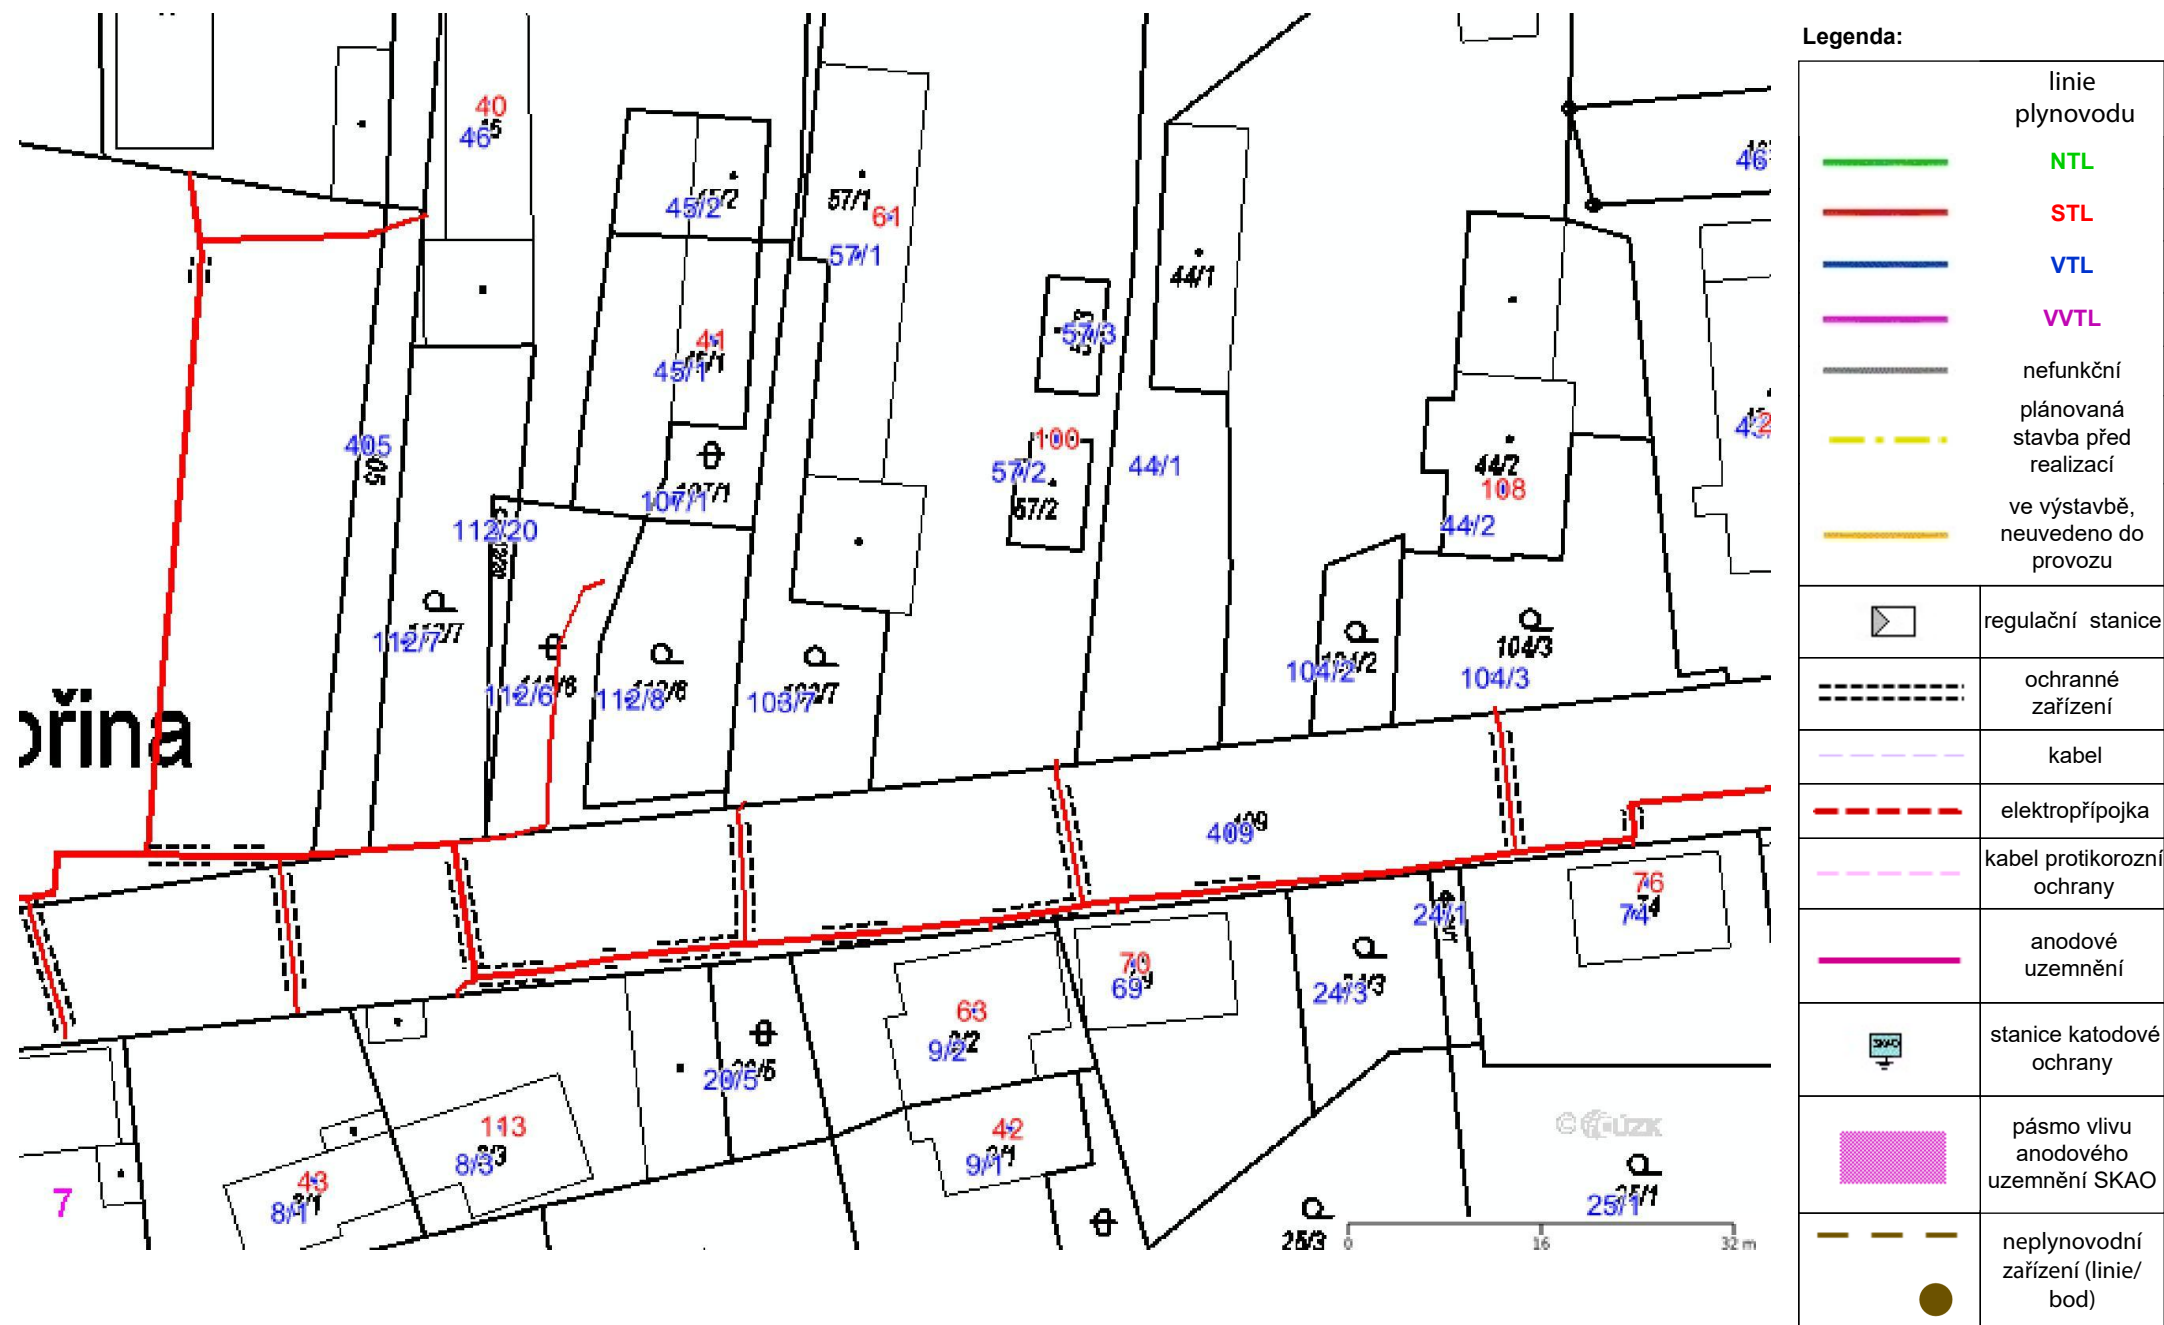 Legenda:
linie
plynovodu
NTL
STL
VTL
VVTL
nefunkční
plánovaná
stavba před
realizací
ve výstavbě,
neuvedeno do
provozu
regulační stanice
ochranné
zařízení
kabel
elektropřípojka
kabel protikorozní
ochrany
anodové
uzemnění
stanice katodové
ochrany
pásmo vlivu
anodového
uzemnění SKAO
neplynovodní
zařízení (linie/
bod)
40
46
45/2
57/1
61
57/1
44/1
41
45/1
57/3
405
100
57/2
57/2
44/1
44/2
108
44/2
107/1
112/20
112/7
112/6
112/8
103/7
104/2
104/3
104/3
ořina
409
76
74
24/1
70
69
24/3
63
9/2
20/5
113
8/3
42
9/1
43
8/1
7
25/1
25/3
0 16 32 m